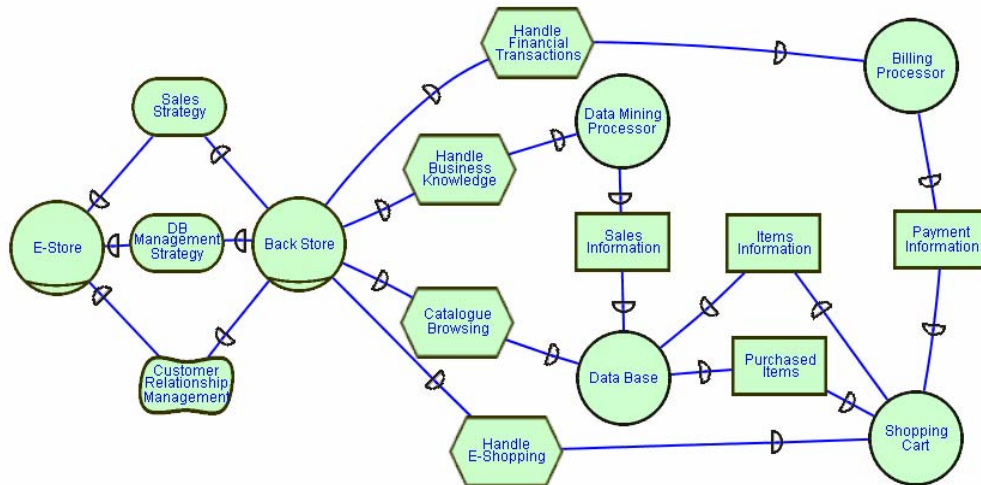 Handle
Financial
Transactions
Billing
Processor
Sales
Strategy
Data Mining
Processor
Handle
Business
Knowledge
E-Store
DB
Management
Strategy
Back Store
Sales
Information
Items
Information
Payment
Information
Catalogue
Browsing
Customer
Relationship
Management
Data Base
Purchased
Items
Handle
E-Shopping
Shopping
Cart